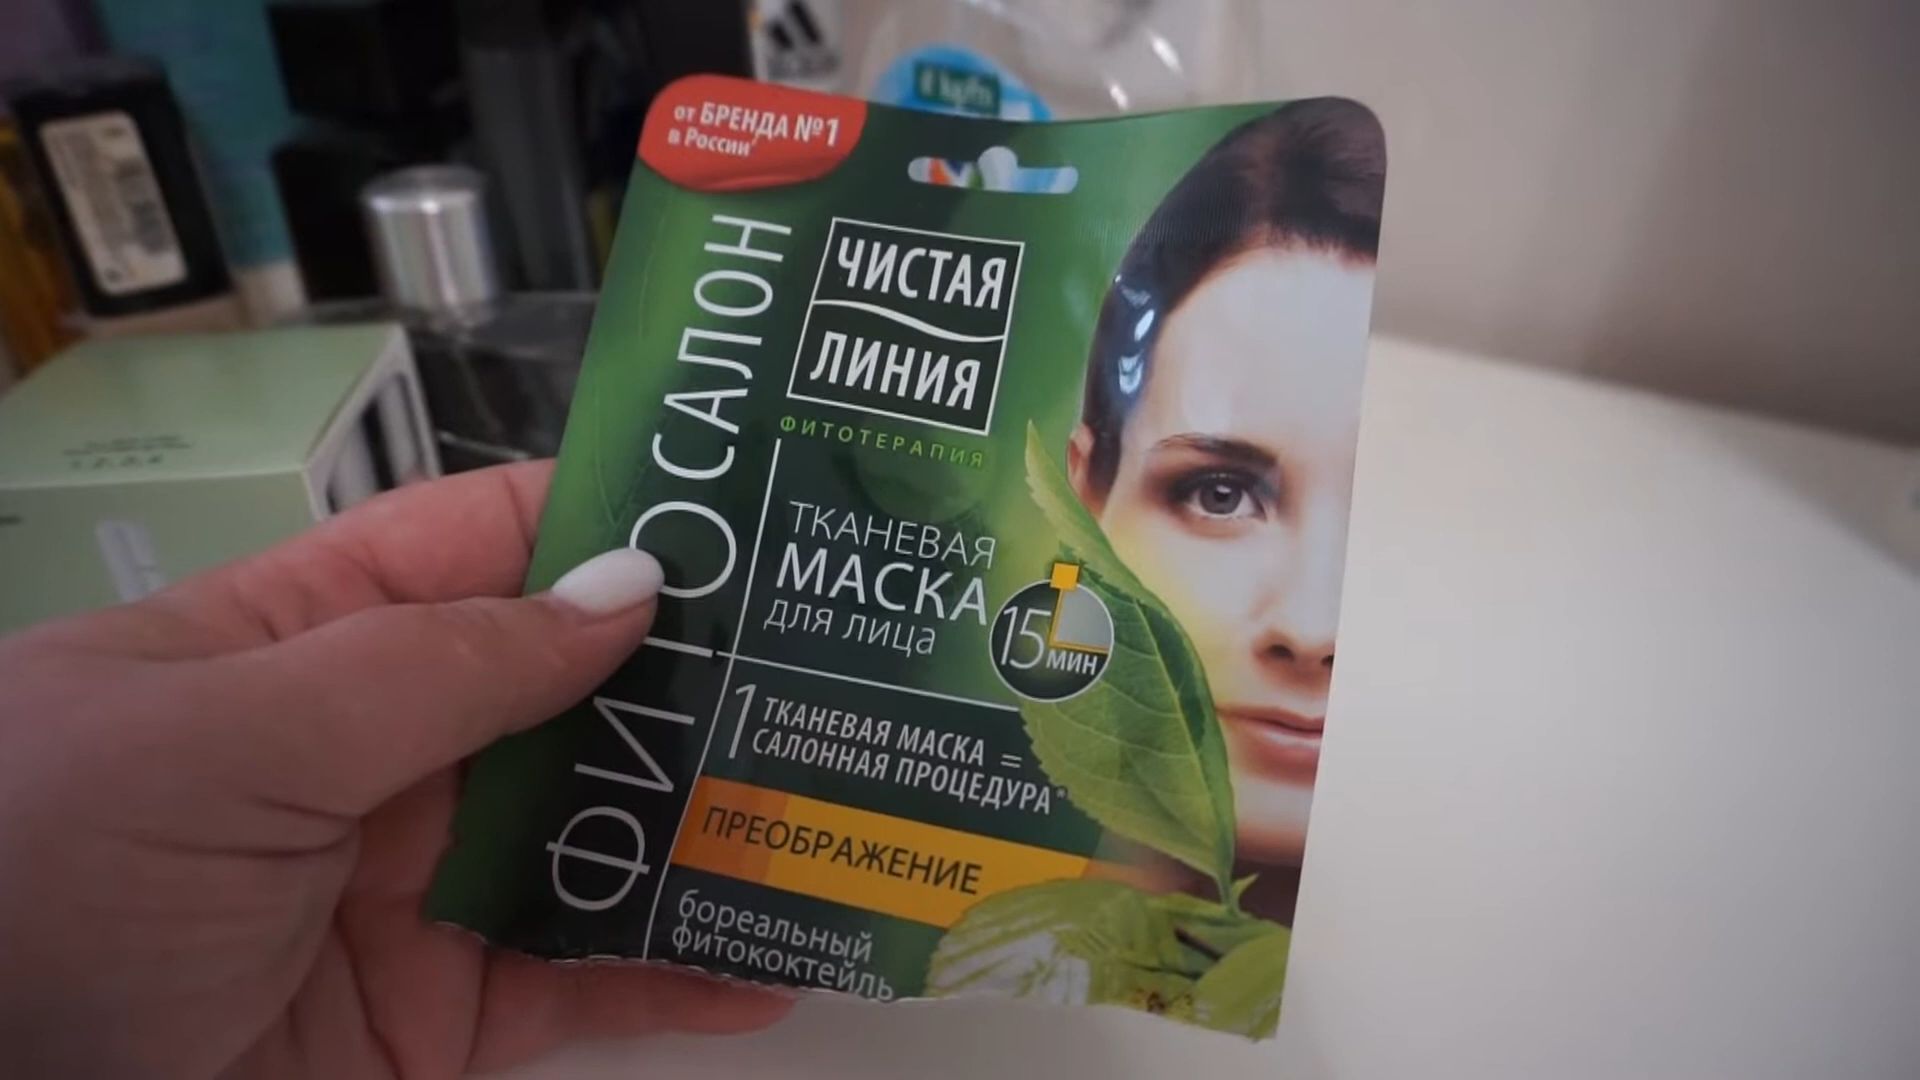 от БРЕНДА №1
в России*
ФИТОСАЛОН
ЧИСТАЯ
ЛИНИЯ
ФИТОТЕРАПИЯ
ТКАНЕВАЯ
МАСКА
ДЛЯ ЛИЦА
15 МИН
1 ТКАНЕВАЯ МАСКА =
САЛОННАЯ ПРОЦЕДУРА*
ПРЕОБРАЖЕНИЕ
бореальный
фитококтейль